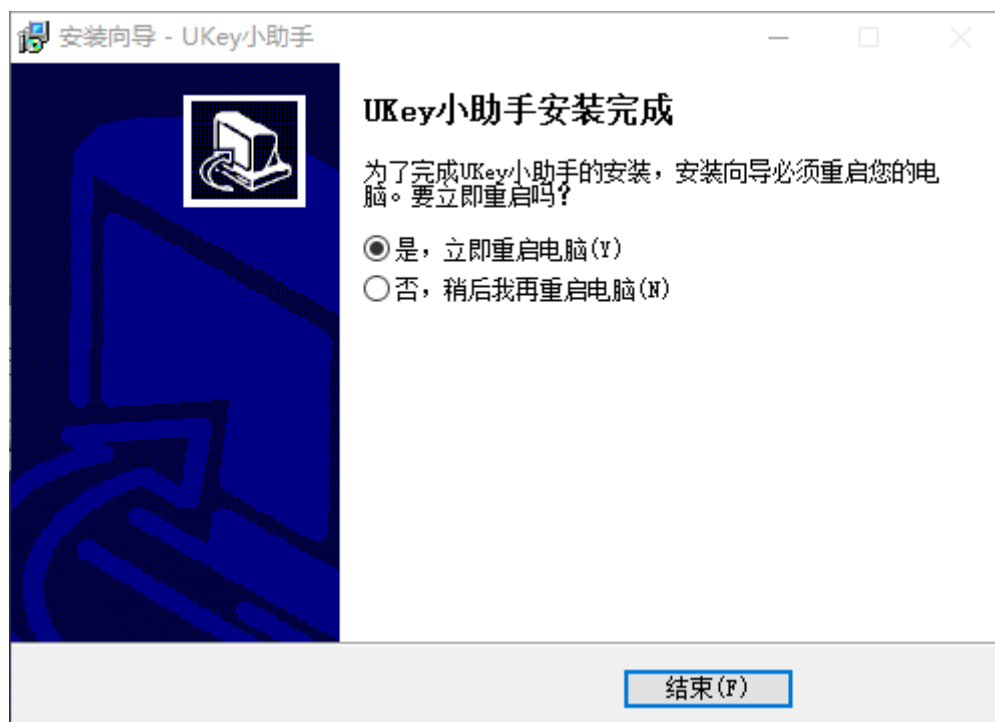 安装向导 - UKey小助手
UKey小助手安装完成
为了完成UKey小助手的安装，安装向导必须重启您的电
脑。要立即重启吗？
是，立即重启电脑(Y)
否，稍后我再重启电脑(N)
结束(F)